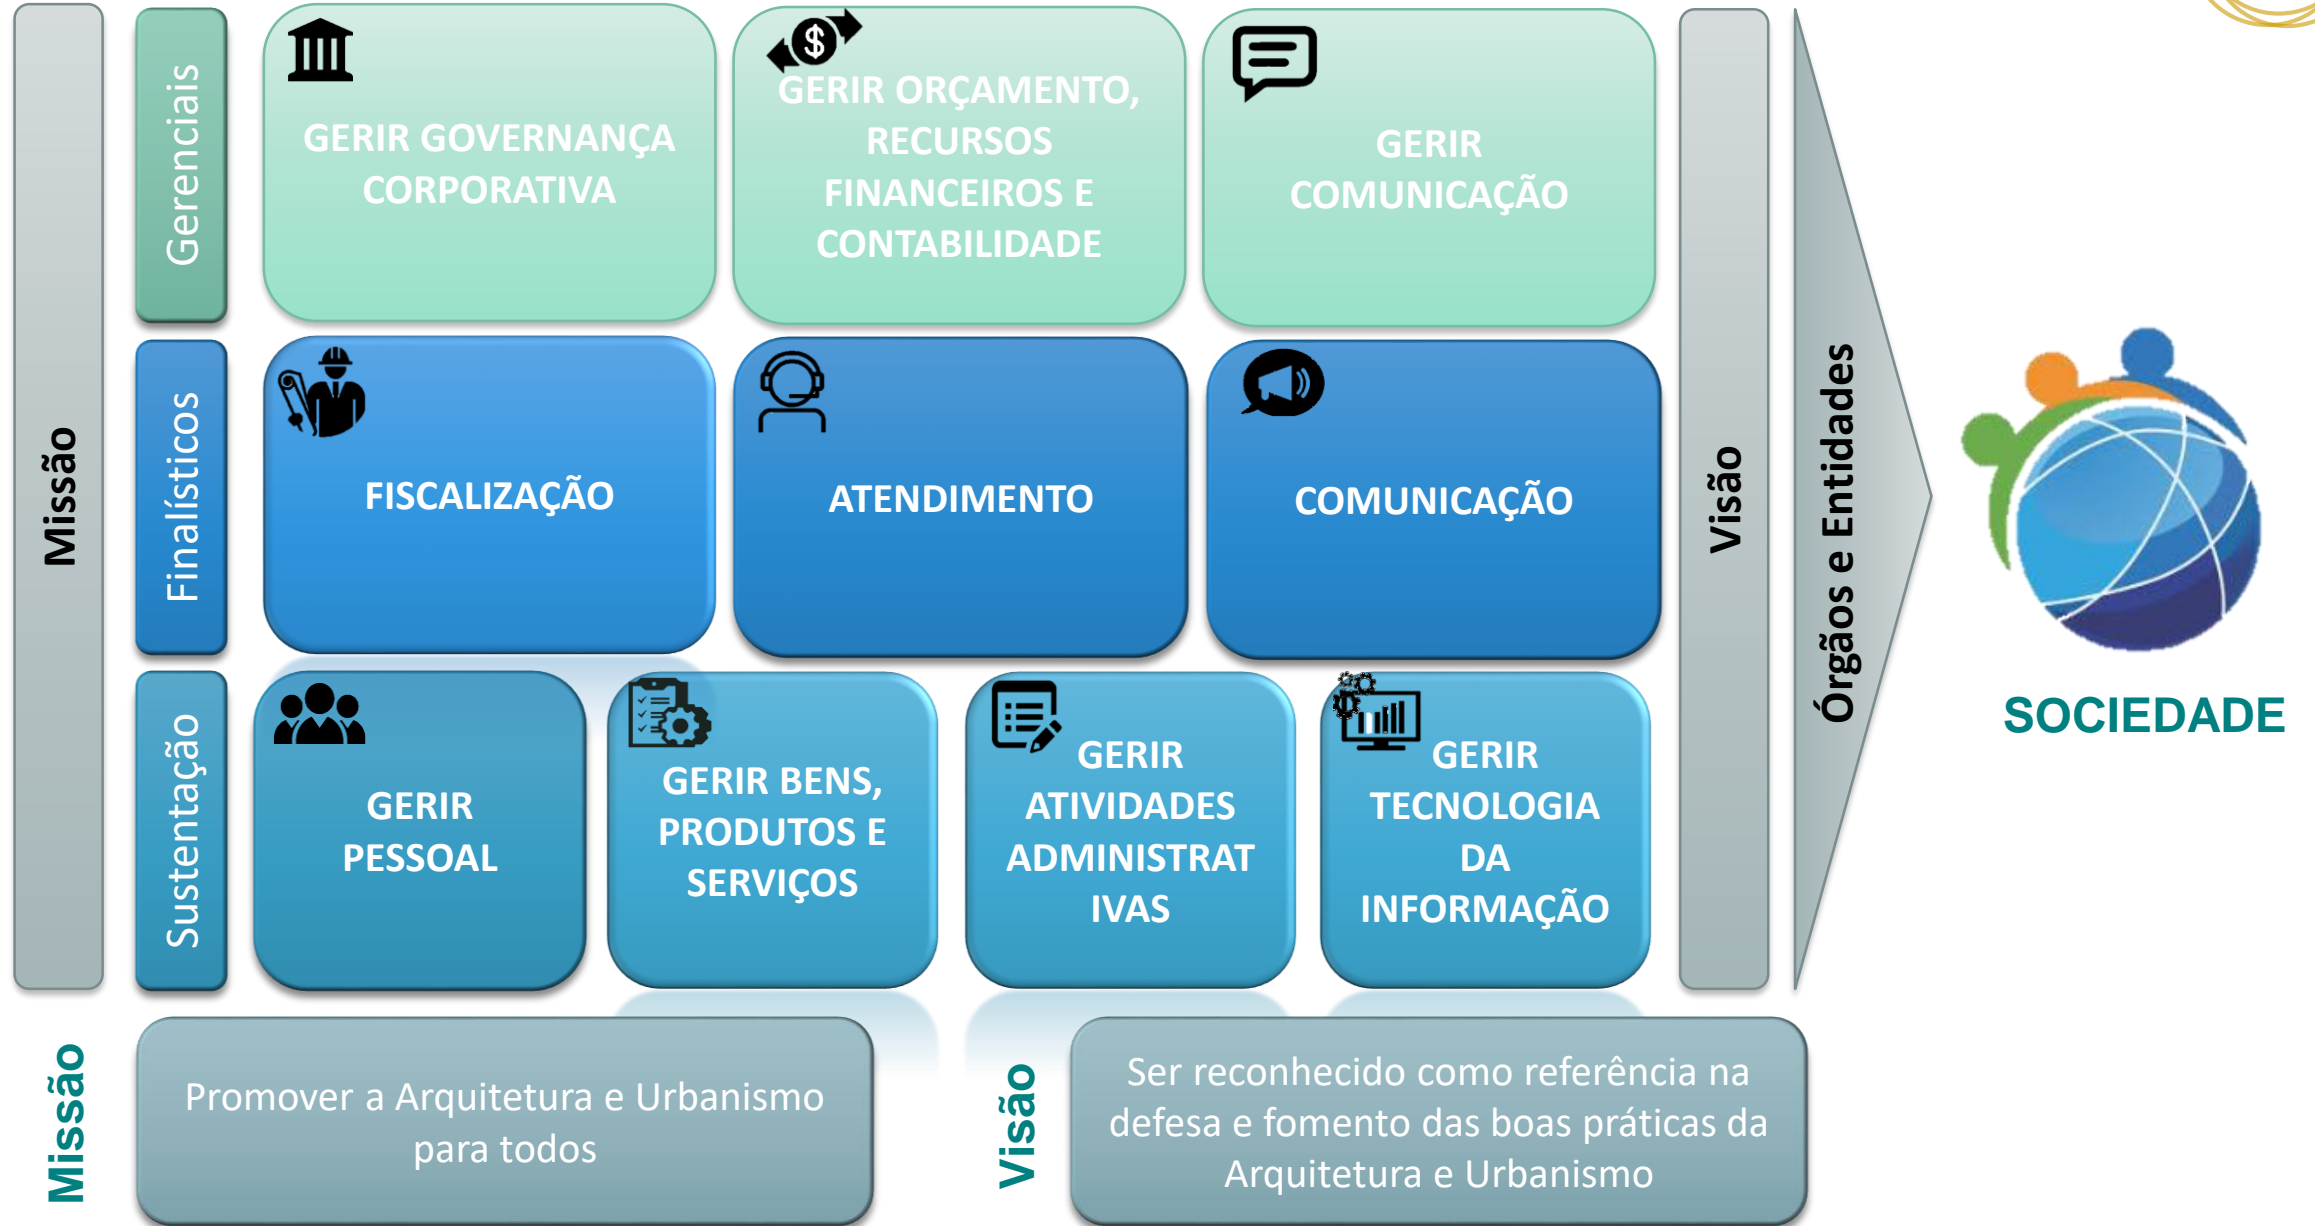 Missão
Gerenciais
GERIR GOVERNANÇA
CORPORATIVA
$
GERIR ORÇAMENTO,
RECURSOS
FINANCEIROS E
CONTABILIDADE
GERIR
COMUNICAÇÃO
Finalísticos
FISCALIZAÇÃO
ATENDIMENTO
COMUNICAÇÃO
Sustentação
GERIR
PESSOAL
GERIR BENS,
PRODUTOS E
SERVIÇOS
GERIR
ATIVIDADES
ADMINISTRAT
IVAS
GERIR
TECNOLOGIA
DA
INFORMAÇÃO
Visão
Órgãos e Entidades
SOCIEDADE
Missão
Promover a Arquitetura e Urbanismo
para todos
Visão
Ser reconhecido como referência na
defesa e fomento das boas práticas da
Arquitetura e Urbanismo